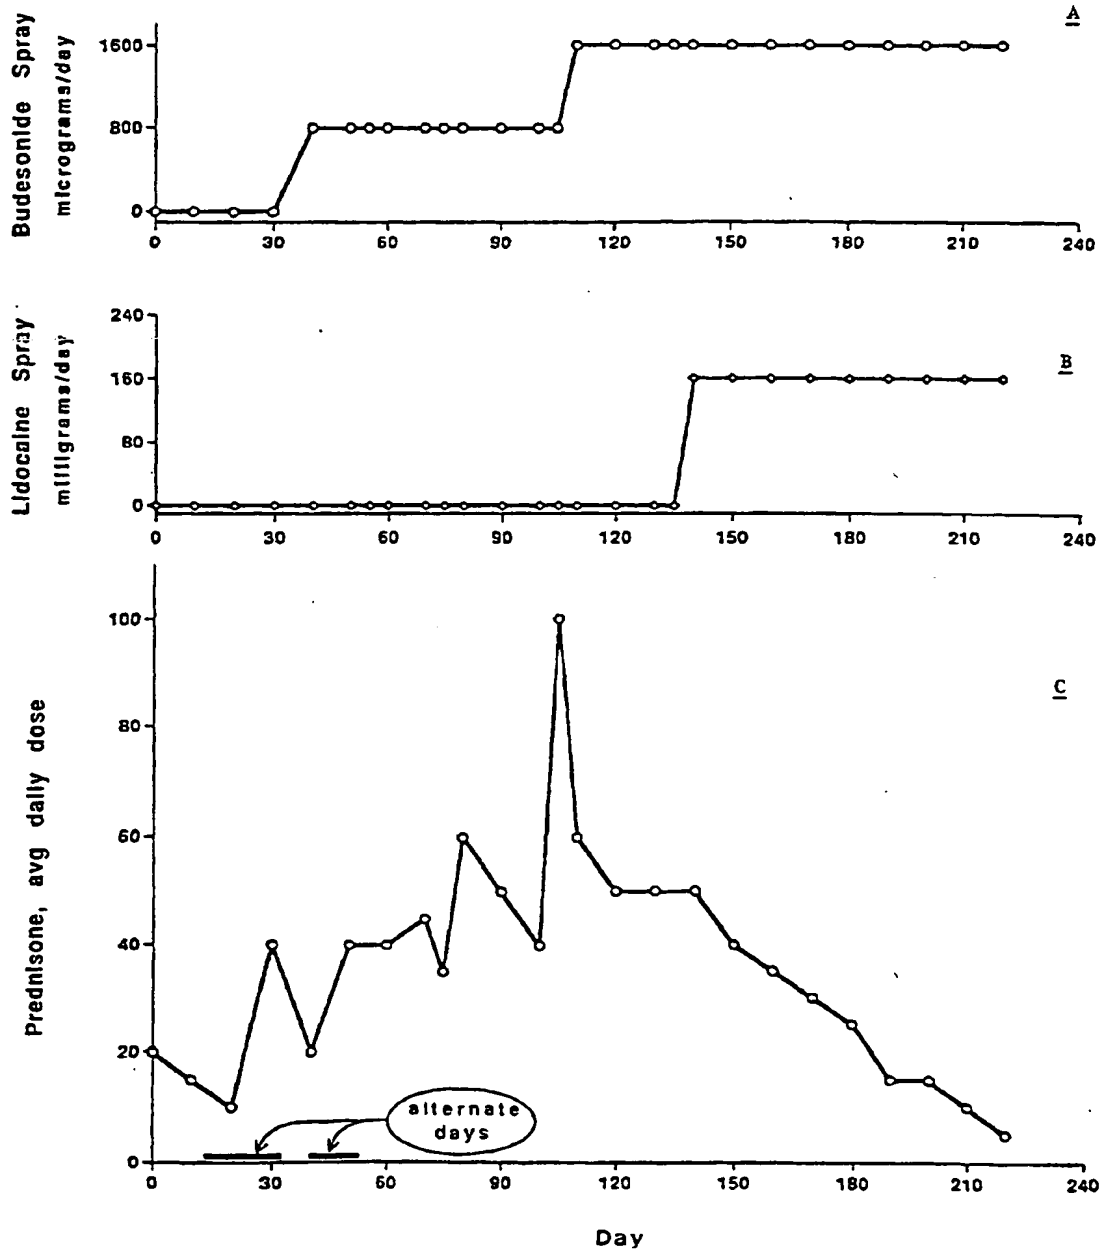 A
Budesonide Spray
micrograms/day
1600
800
0
0 30 60 90 120 150 180 210 240
B
Lidocaine Spray
milligrams/day
240
160
80
0
0 30 60 90 120 150 180 210 240
C
Prednisone, avg daily dose
100
80
60
40
20
0
alternate
days
0 30 60 90 120 150 180 210 240
Day